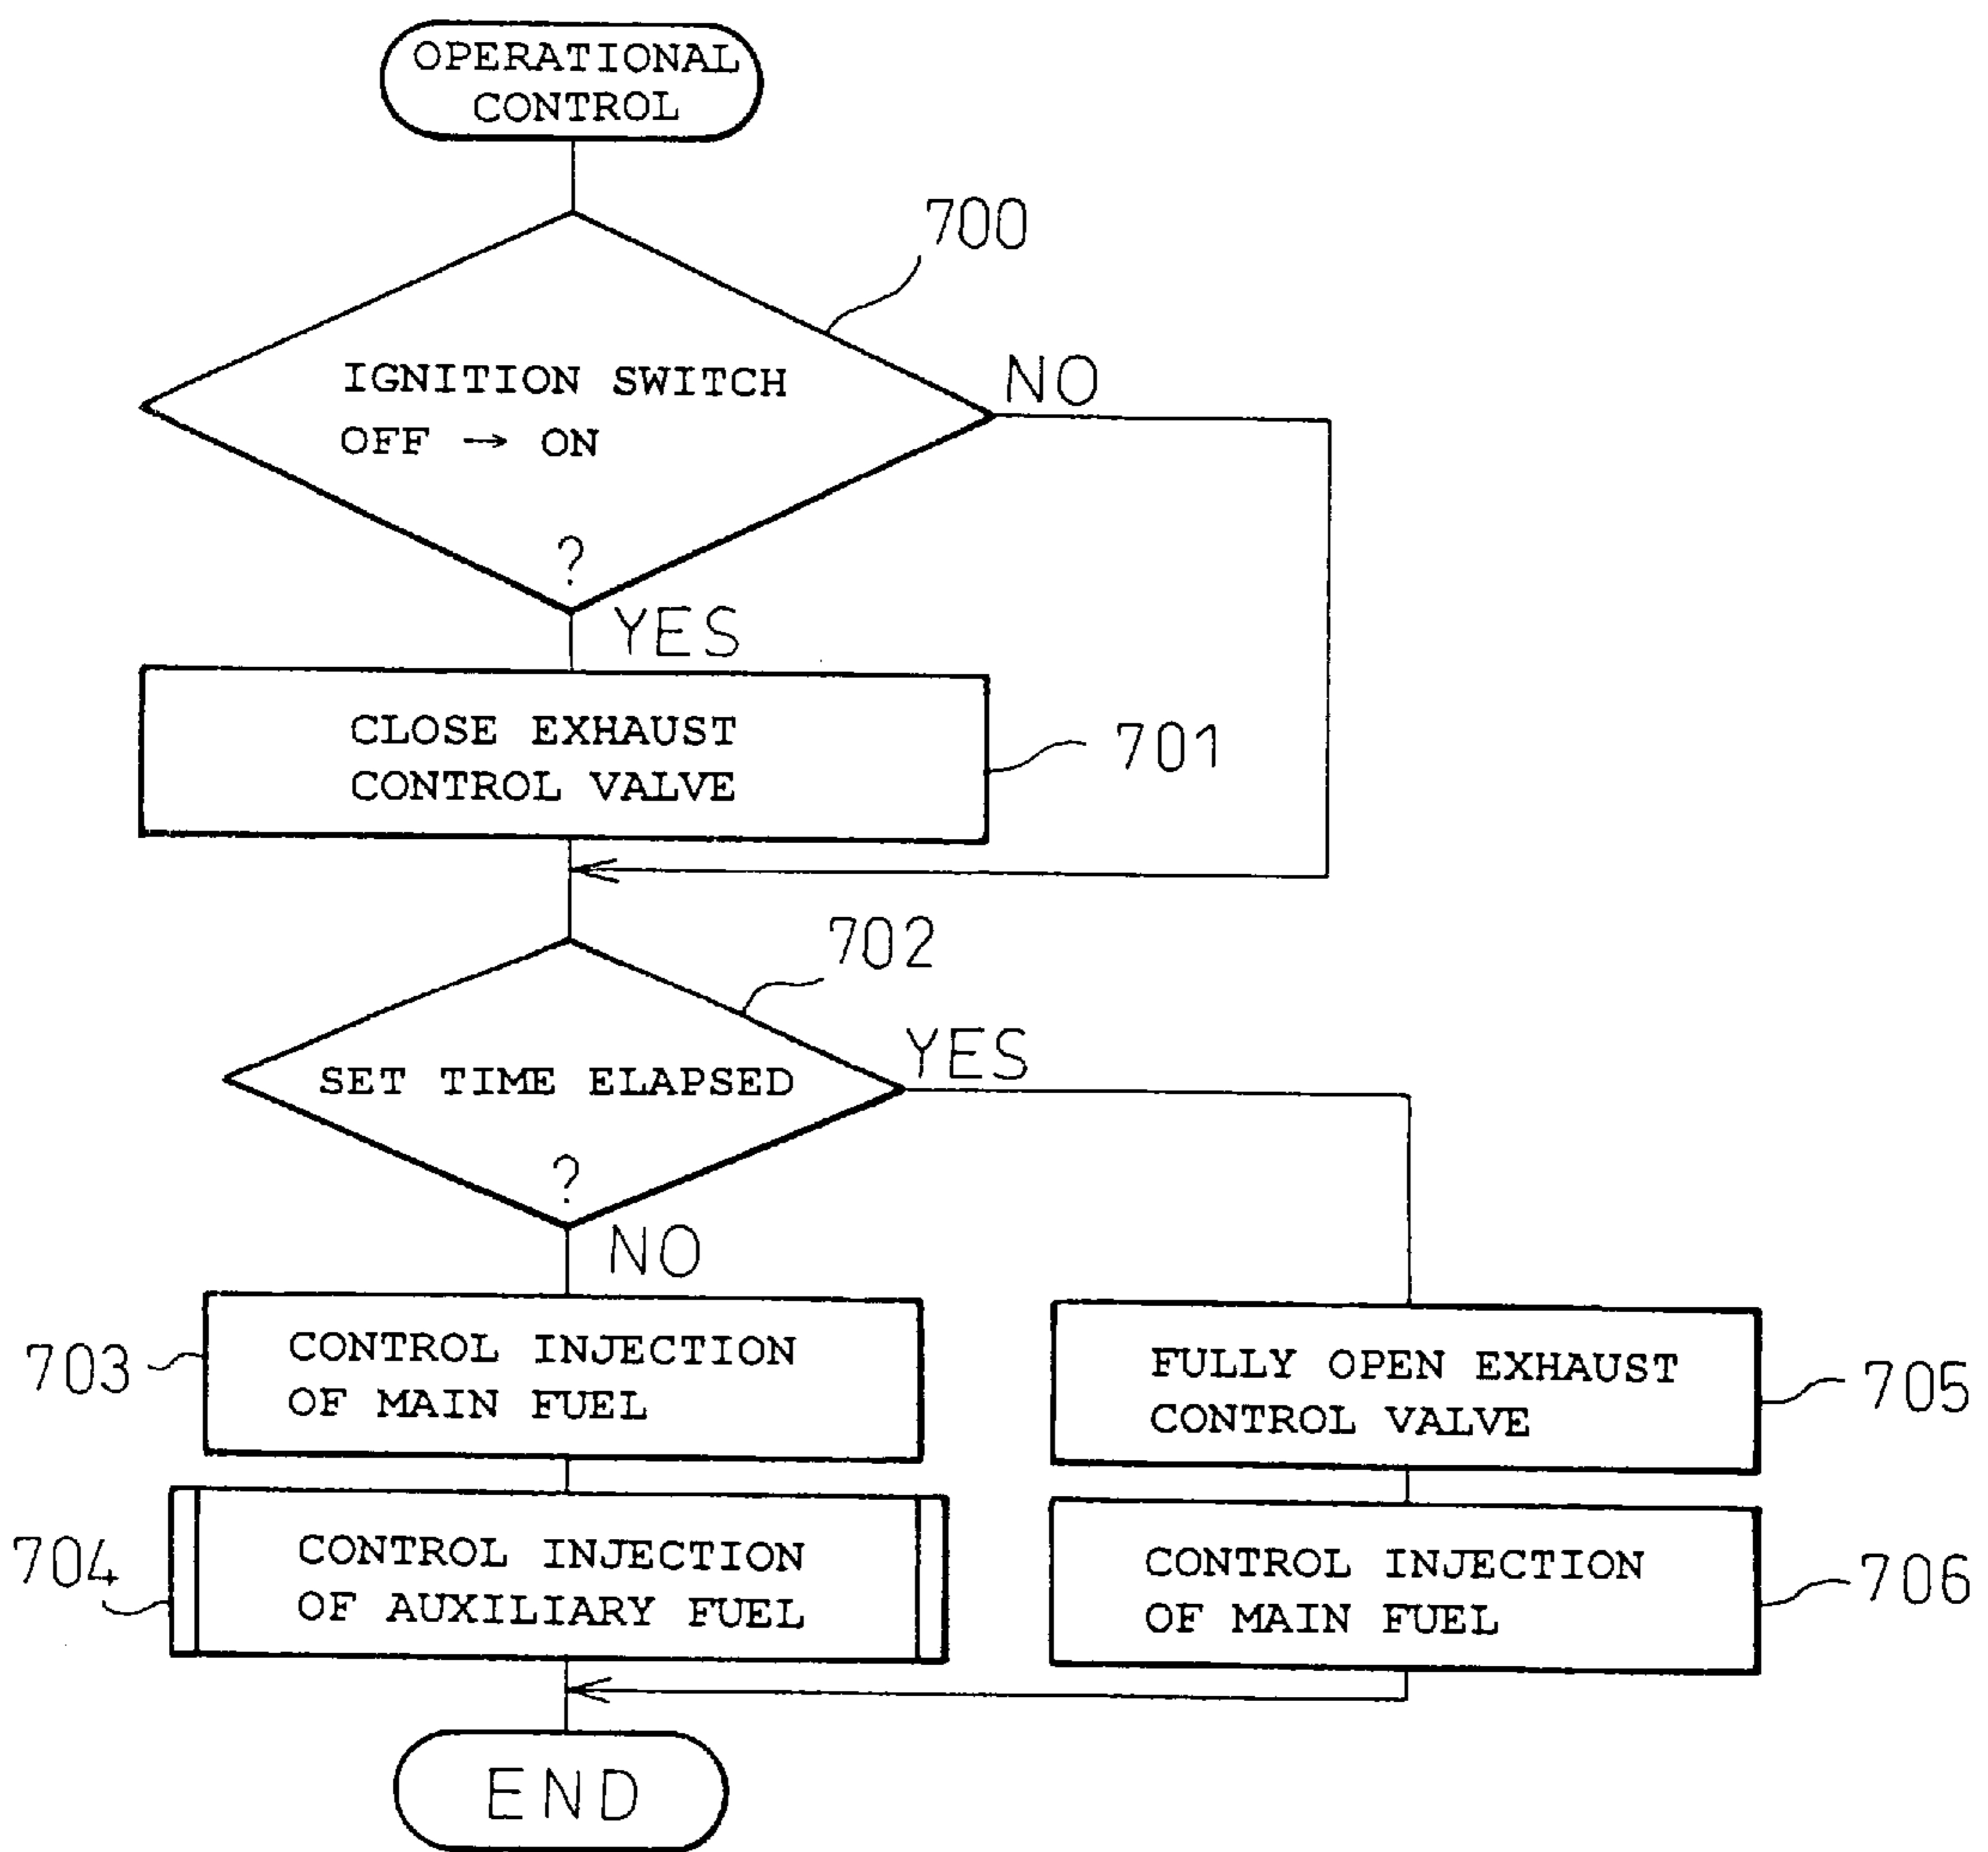 OPERATIONAL
CONTROL
700
IGNITION SWITCH
OFF → ON
?
NO
YES
CLOSE EXHAUST
CONTROL VALVE
701
702
SET TIME ELAPSED
?
YES
NO
703
CONTROL INJECTION
OF MAIN FUEL
FULLY OPEN EXHAUST
CONTROL VALVE
705
704
CONTROL INJECTION
OF AUXILIARY FUEL
CONTROL INJECTION
OF MAIN FUEL
706
END